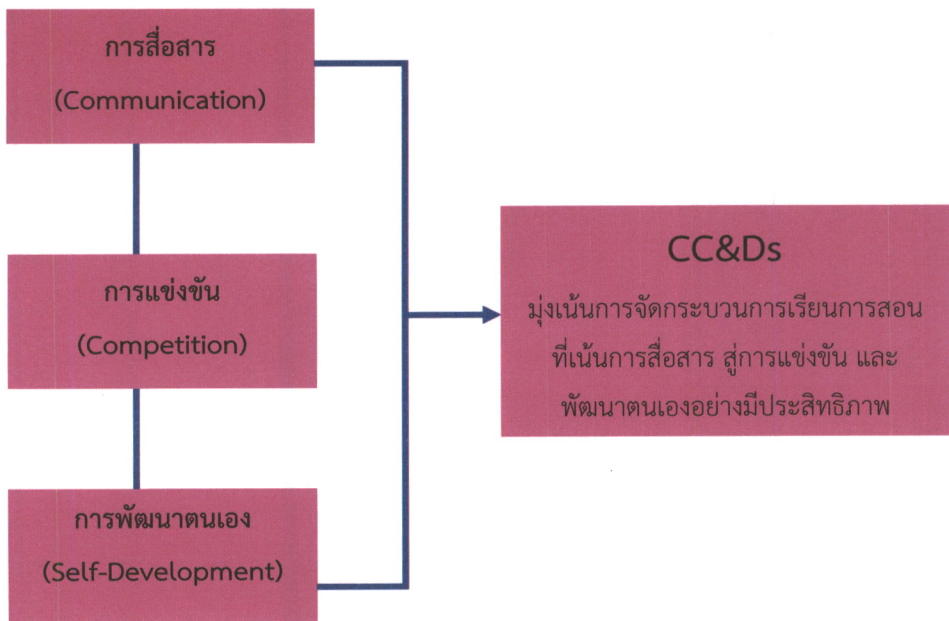 การสื่อสาร
(Communication)
การแข่งขัน
(Competition)
การพัฒนาตนเอง
(Self-Development)
CC&Ds
มุ่งเน้นการจัดกระบวนการเรียนการสอน
ที่เน้นการสื่อสาร สู่การแข่งขัน และ
พัฒนาตนเองอย่างมีประสิทธิภาพ